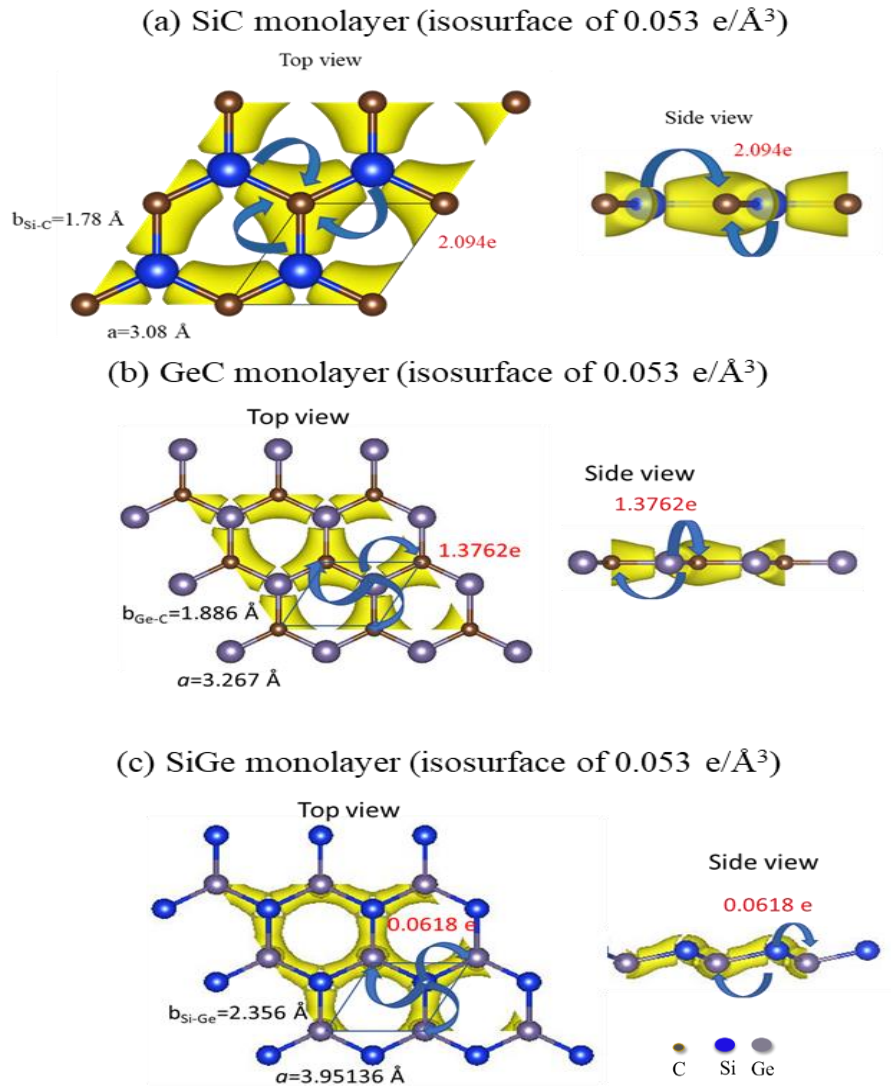 (a) SiC monolayer (isosurface of 0.053 e/Å³)
Top view
Side view
2.094e
b_Si-C=1.78 Å
2.094e
a=3.08 Å
(b) GeC monolayer (isosurface of 0.053 e/Å³)
Top view
Side view
1.3762e
1.3762e
b_Ge-C=1.886 Å
a=3.267 Å
(c) SiGe monolayer (isosurface of 0.053 e/Å³)
Top view
Side view
0.0618 e
0.0618 e
b_Si-Ge=2.356 Å
a=3.95136 Å
C Si Ge